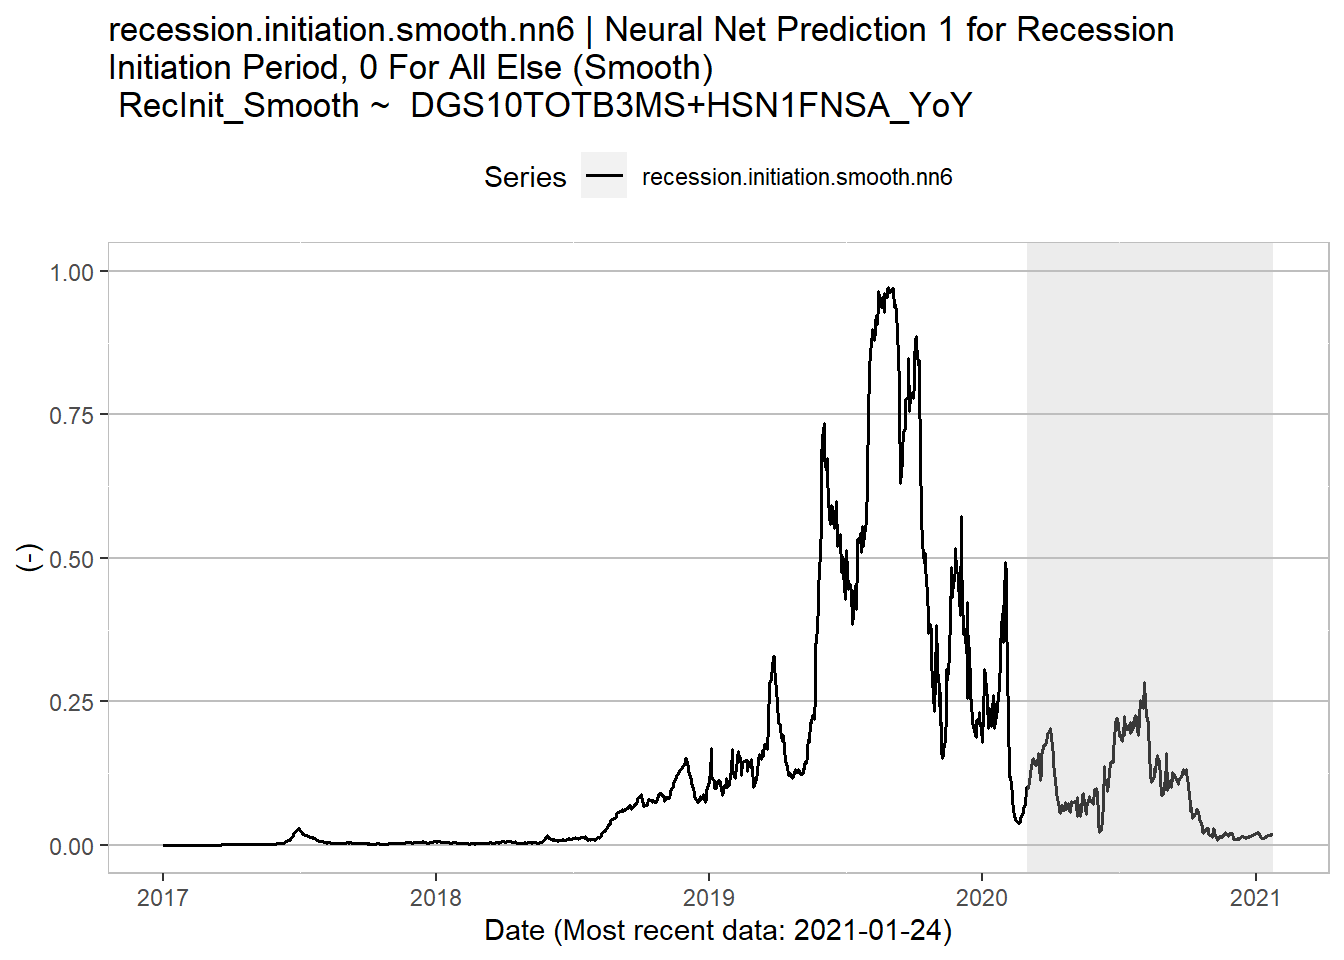 recession.initiation.smooth.nn6 | Neural Net Prediction 1 for Recession
Initiation Period, 0 For All Else (Smooth)
RecInit_Smooth ~  DGS10TOTB3MS+HSN1FNSA_YoY
Series
recession.initiation.smooth.nn6
1.00
0.75
0.50
0.25
0.00
(-)
2017
2018
2019
2020
2021
Date (Most recent data: 2021-01-24)